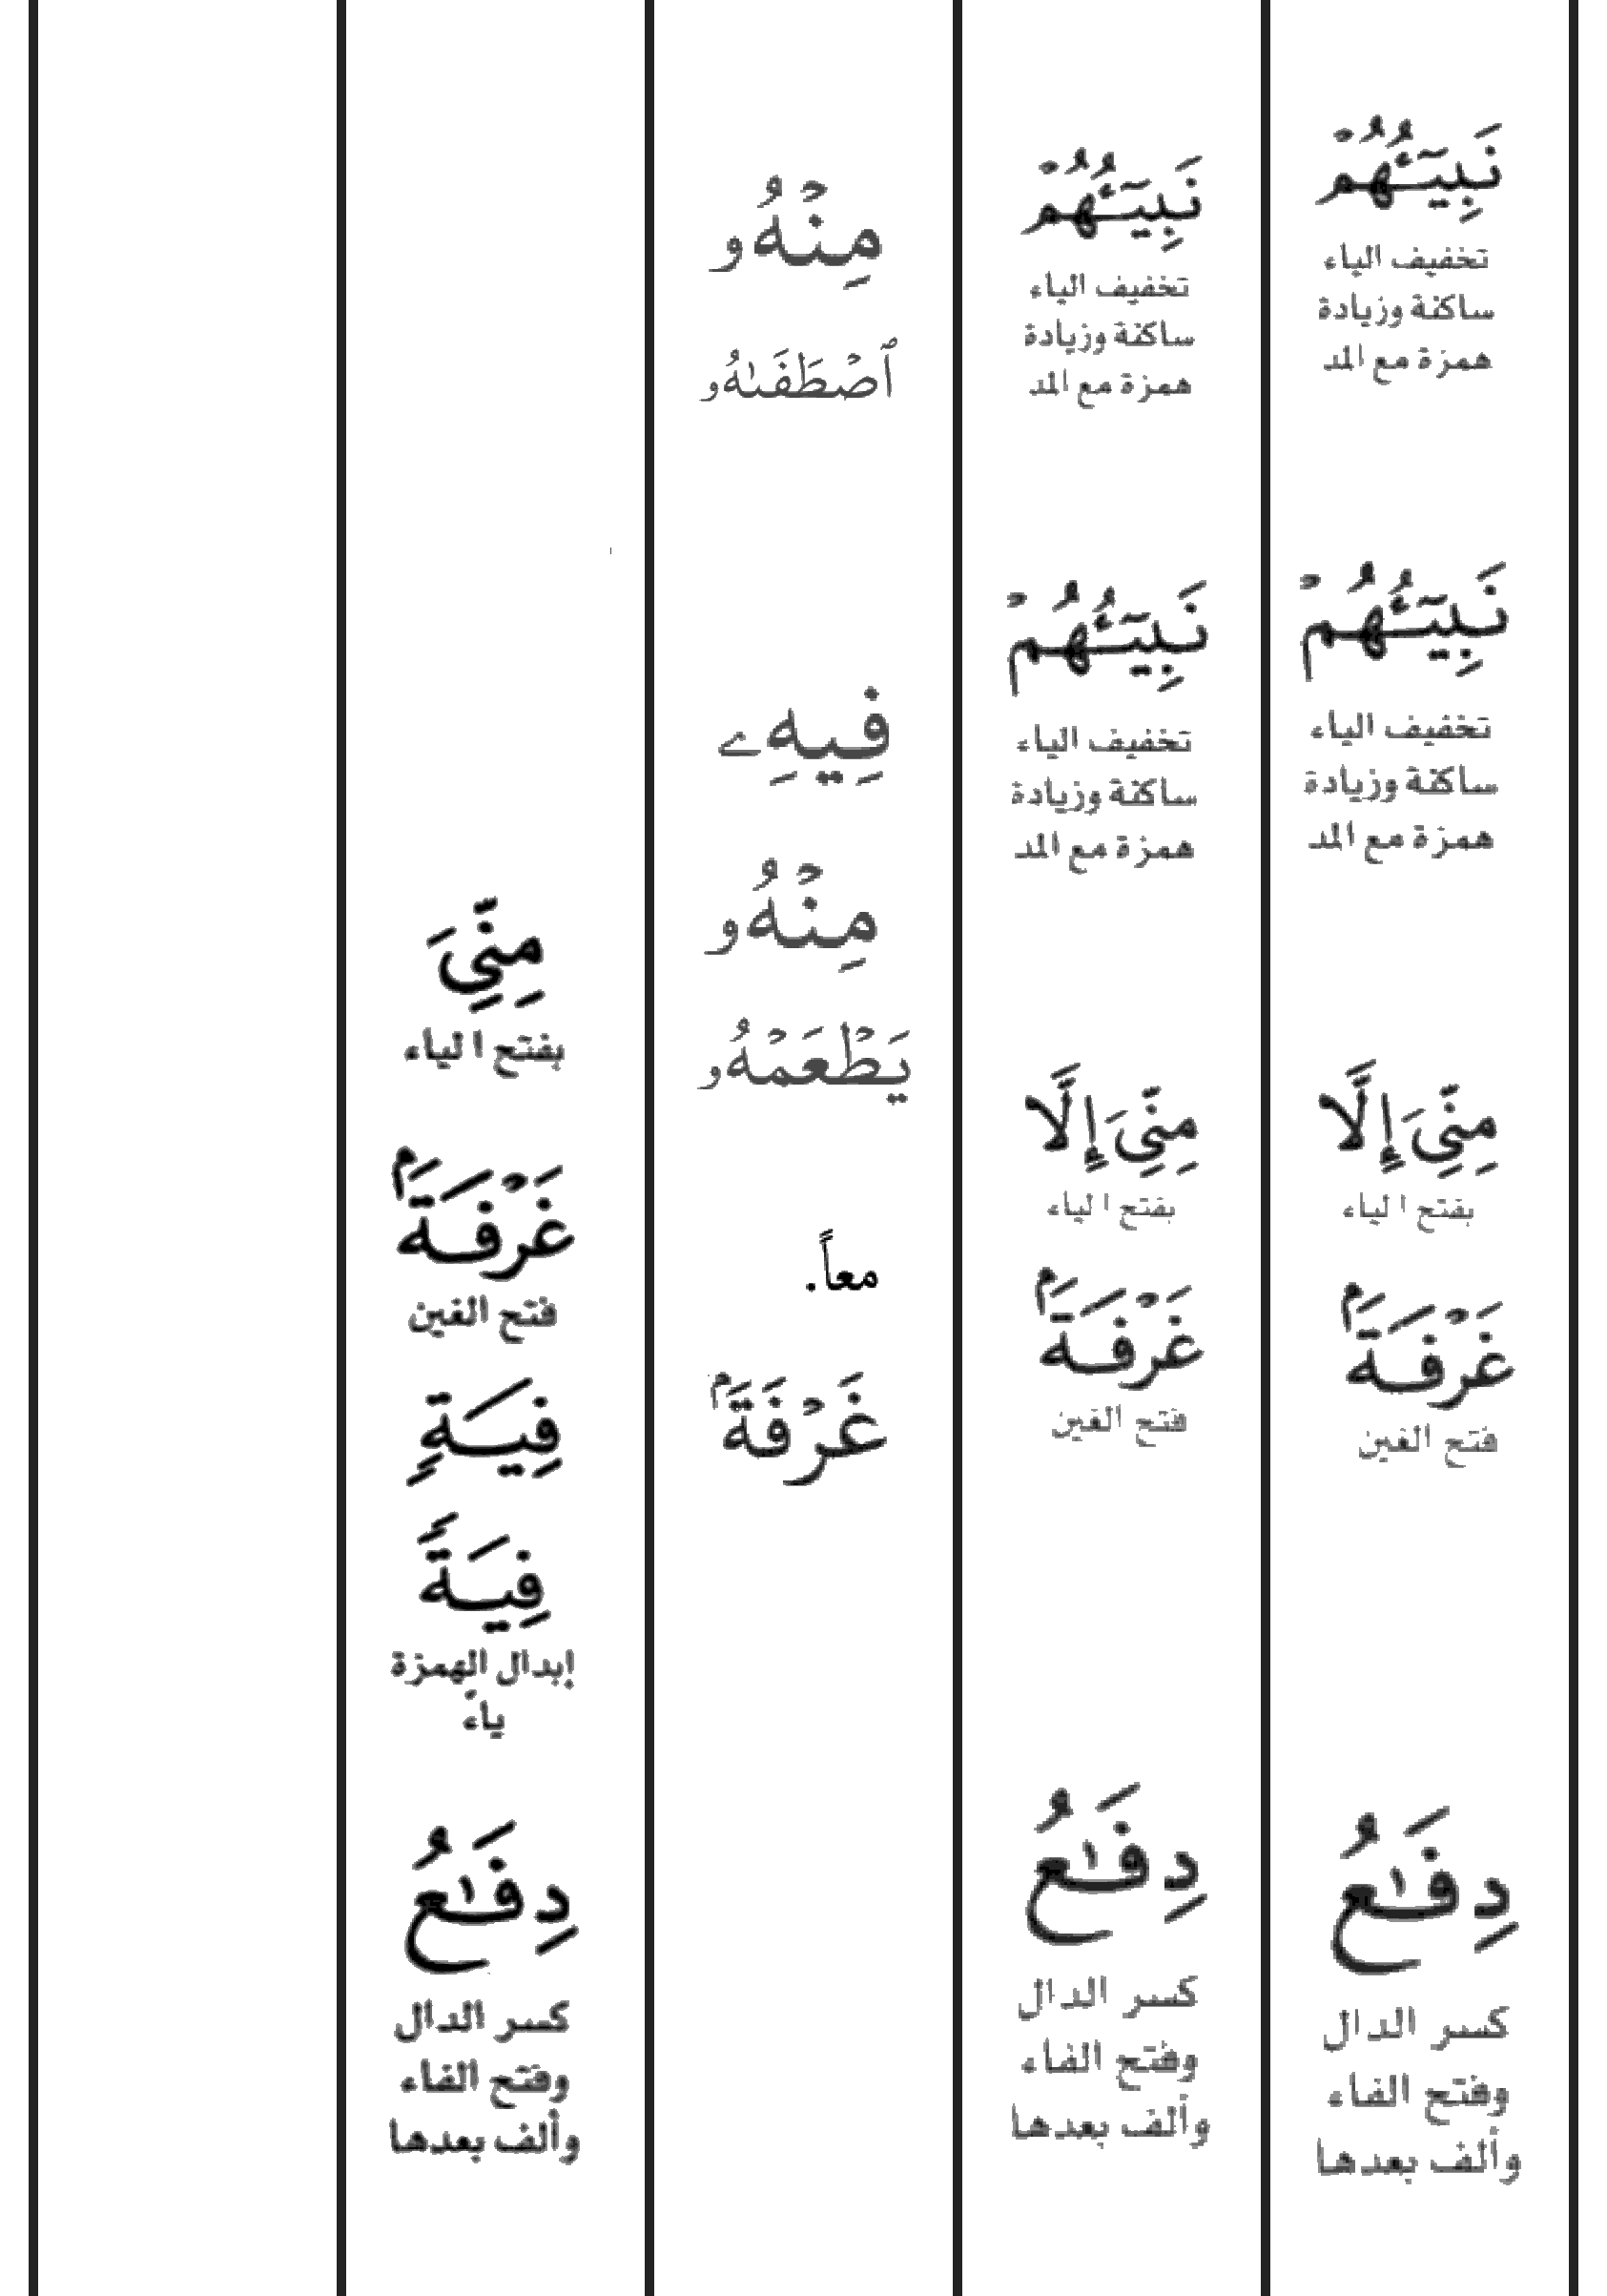 نَبِيٓـُٔهُمْ
تخفيف الياء
ساكنة وزيادة
همزة مع المد
نَبِيٓـُٔهُمْ
تخفيف الياء
ساكنة وزيادة
همزة مع المد
مِنِّىَ إِلَّا
بفتح الياء
غَرْفَةَۢ
فتح الغين
دِفَٰعُ
كسر الدال
وفتح الفاء
وألف بعدها
نَبِيٓـُٔهُمْ
تخفيف الياء
ساكنة وزيادة
همزة مع المد
نَبِيٓـُٔهُمْ
تخفيف الياء
ساكنة وزيادة
همزة مع المد
مِنِّىَ إِلَّا
بفتح الياء
غَرْفَةَۢ
فتح الغين
دِفَٰعُ
كسر الدال
وفتح الفاء
وألف بعدها
مِنْهُۥ
ٱصْطَفَىٰهُۥ
فِيهِۦ
مِنْهُۥ
يَطْعَمْهُۥ
معاً.
غَرْفَةَۢ
مِنِّىَ
بفتح الياء
غَرْفَةَۢ
فتح الغين
فِيَةٍ
فِيَةً
إبدال الهمزة
ياءً
دِفَٰعُ
كسر الدال
وفتح الفاء
وألف بعدها